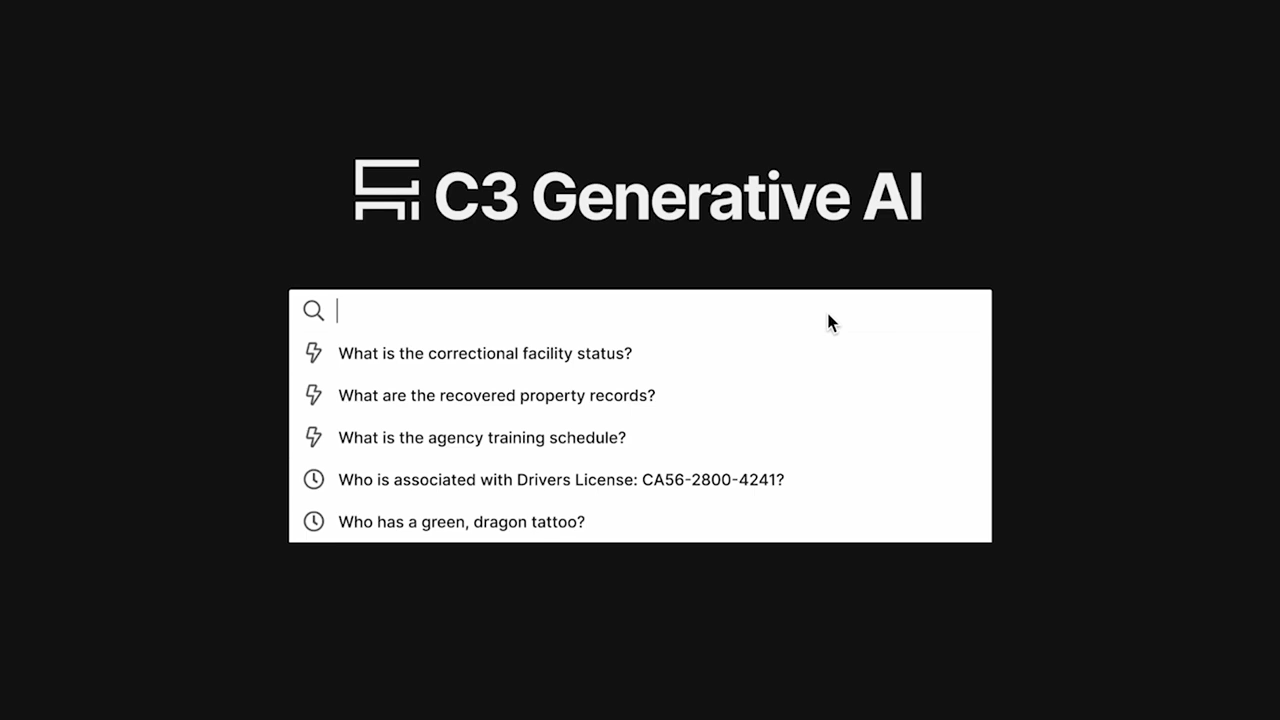 C3 Generative AI
What is the correctional facility status?
What are the recovered property records?
What is the agency training schedule?
Who is associated with Drivers License: CA56-2800-4241?
Who has a green, dragon tattoo?